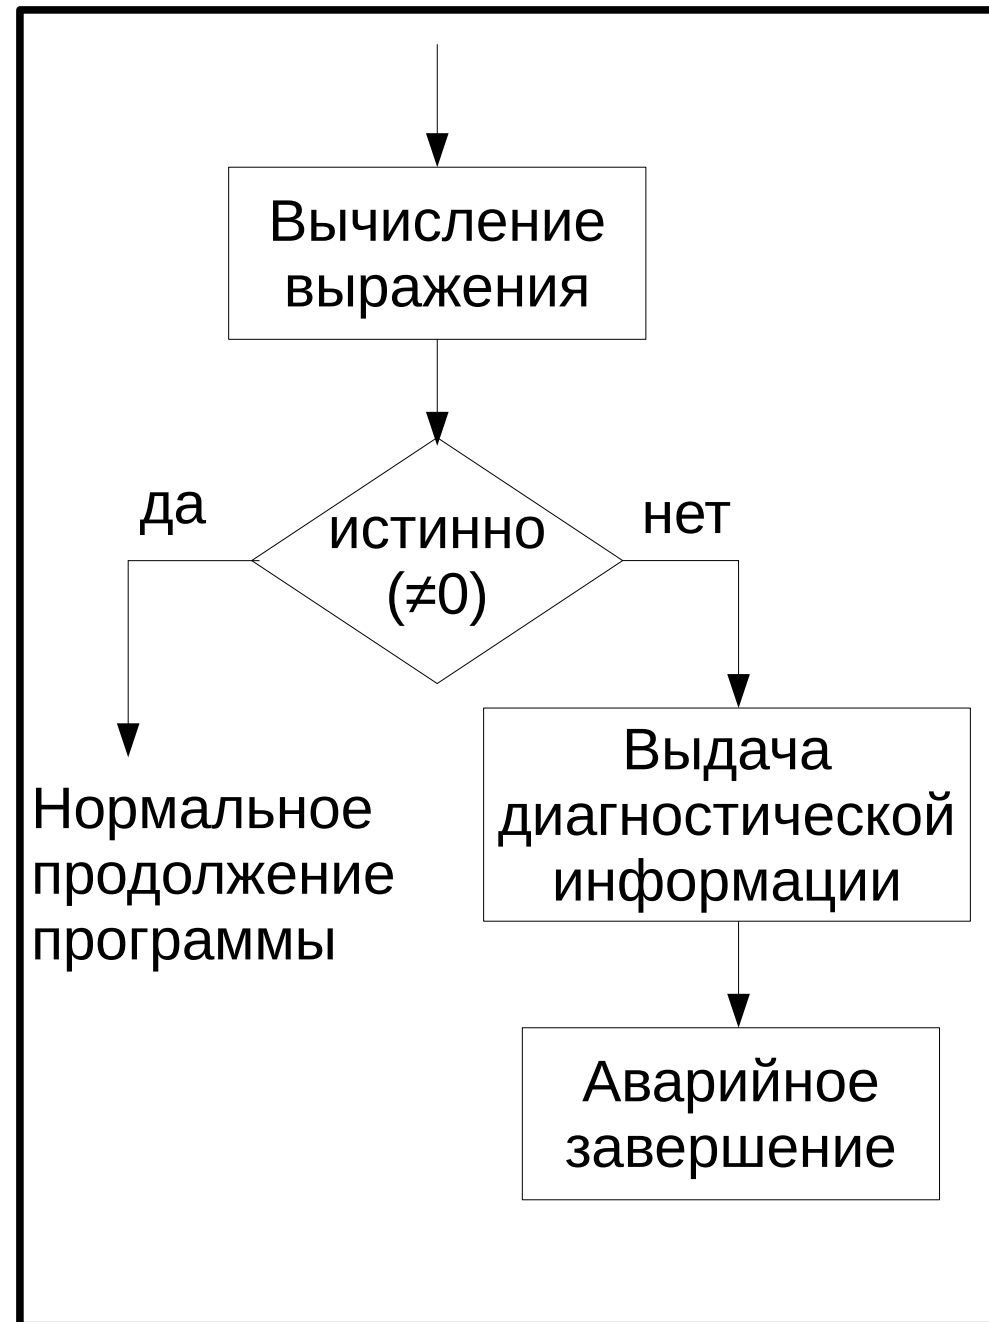 Вычисление
выражения
да
нет
истинно
(≠0)
Выдача
диагностической
информации
Нормальное
продолжение
программы
Аварийное
завершение